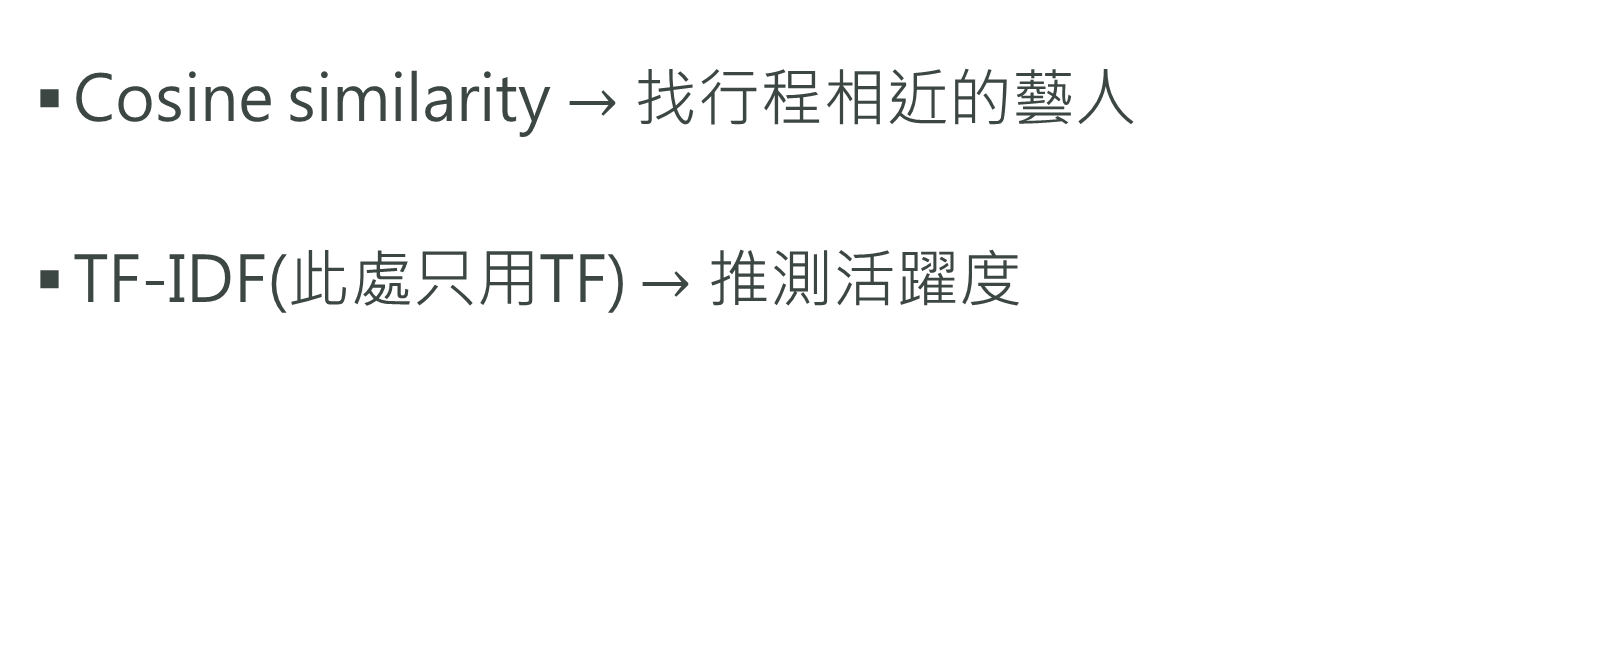 ▪ Cosine similarity → 找行程相近的藝人
▪ TF-IDF(此處只用TF) → 推測活躍度